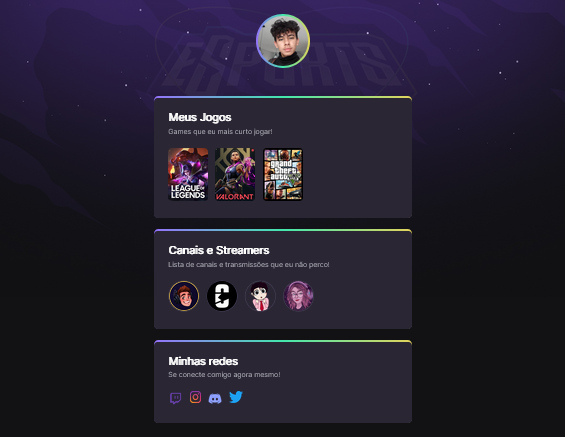 ESPORTS
Meus Jogos
Games que eu mais curto jogar!
LEAGUE OF
LEGENDS
VALORANT
grand
theft
auto
Canais e Streamers
Lista de canais e transmissões que eu não perco!
Minhas redes
Se conecte comigo agora mesmo!